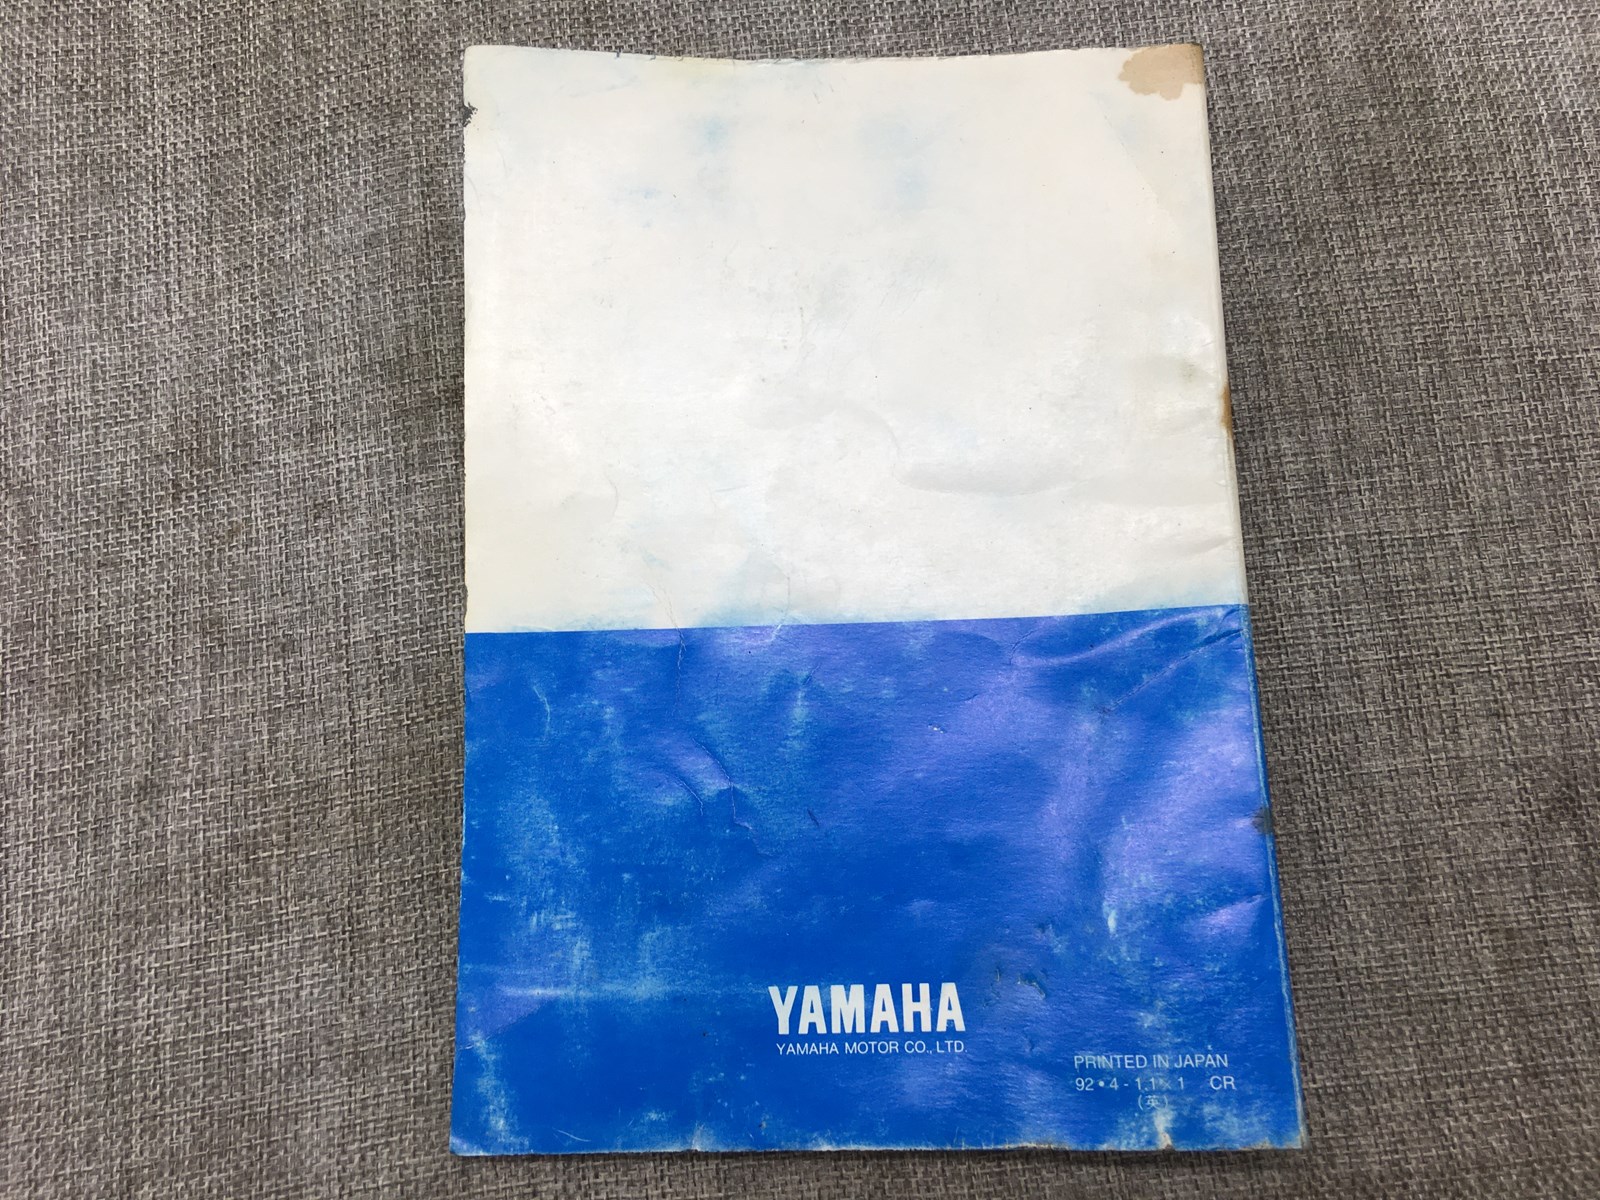 YAMAHA
YAMAHA MOTOR CO., LTD.
PRINTED IN JAPAN
92•4-1.1×1 CR
(英)